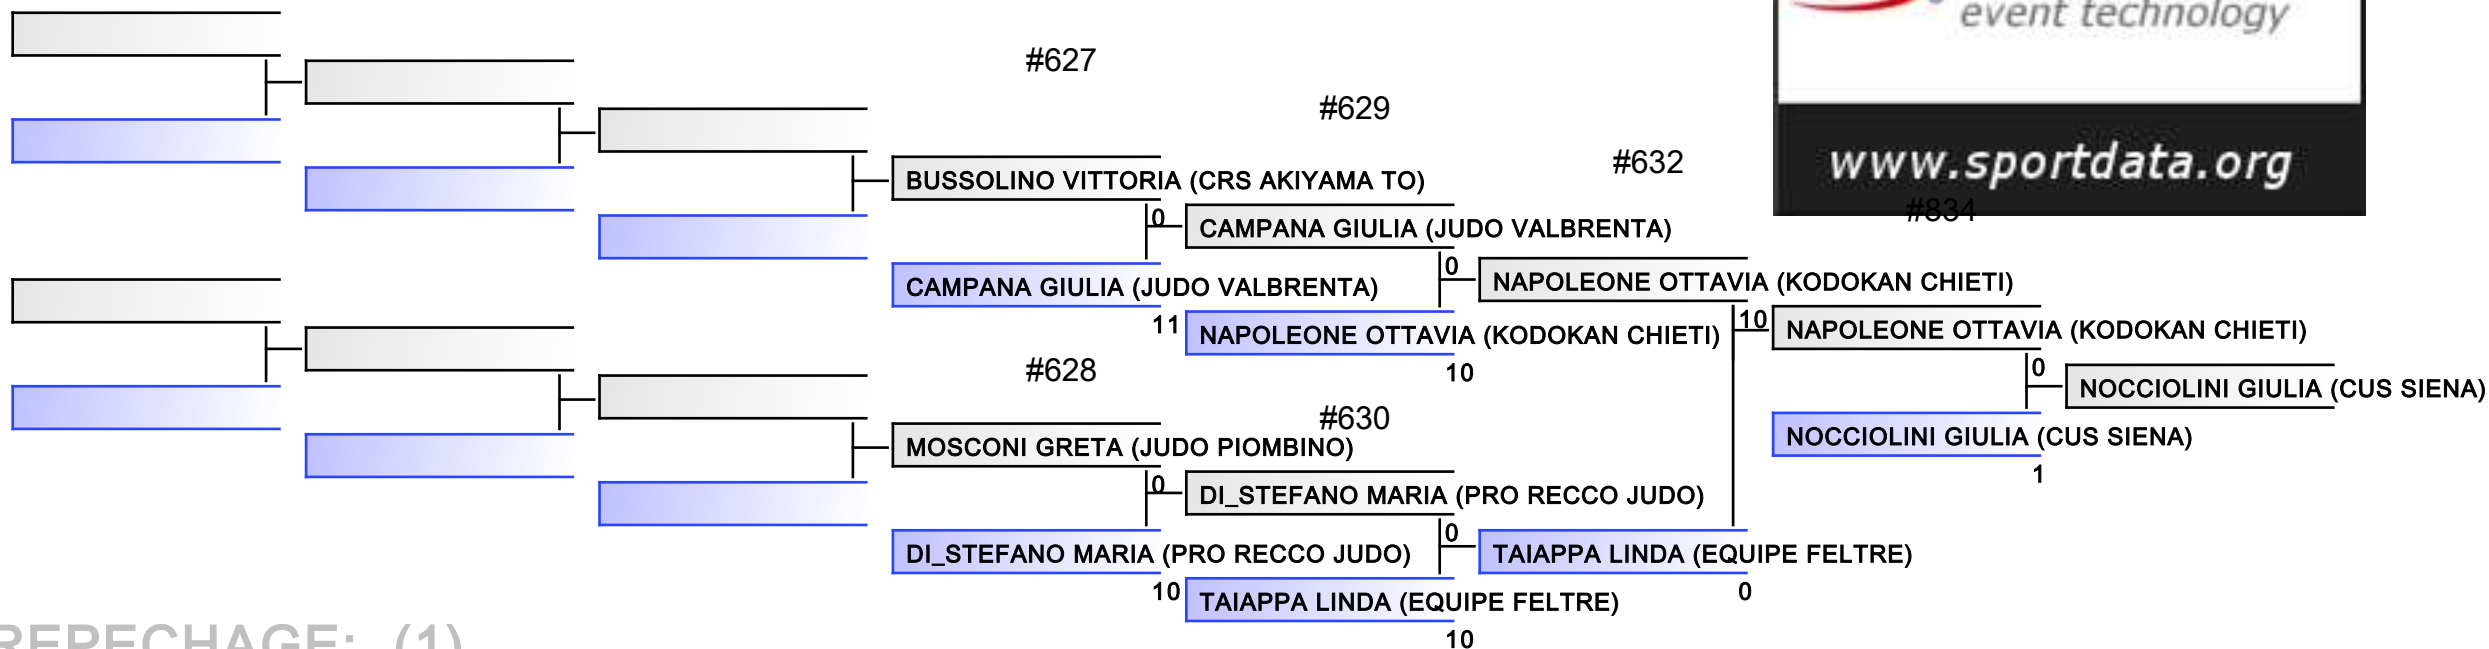 event technology
www.sportdata.org
#627
#629
#632
#834
BUSSOLINO VITTORIA (CRS AKIYAMA TO)
0
CAMPANA GIULIA (JUDO VALBRENTA)
CAMPANA GIULIA (JUDO VALBRENTA)
11
0
NAPOLEONE OTTAVIA (KODOKAN CHIETI)
NAPOLEONE OTTAVIA (KODOKAN CHIETI)
10
10
NAPOLEONE OTTAVIA (KODOKAN CHIETI)
0
NOCCIOLINI GIULIA (CUS SIENA)
NOCCIOLINI GIULIA (CUS SIENA)
1
#628
#630
MOSCONI GRETA (JUDO PIOMBINO)
0
DI_STEFANO MARIA (PRO RECCO JUDO)
DI_STEFANO MARIA (PRO RECCO JUDO)
10
0
TAIAPPA LINDA (EQUIPE FELTRE)
0
TAIAPPA LINDA (EQUIPE FELTRE)
10
REPECHAGE: (1)